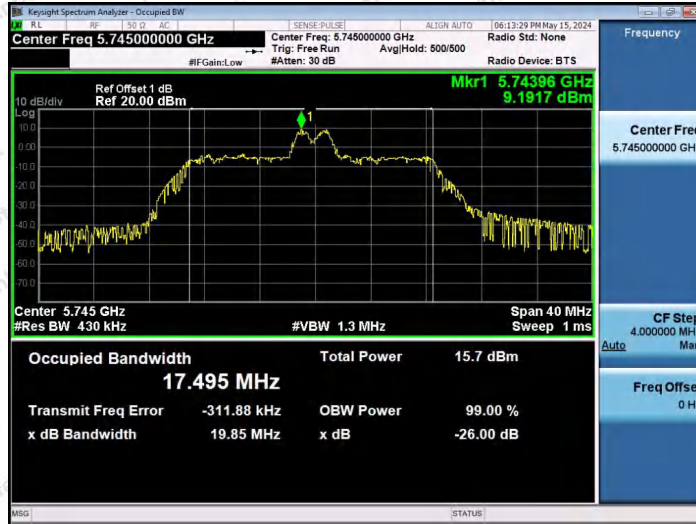 Keysight Spectrum Analyzer - Occupied BW
LXI RL RF 50 Ω AC SENSE:PULSE ALIGN AUTO 06:13:29 PM May 15, 2024
Center Freq 5.745000000 GHz
Center Freq: 5.745000000 GHz
Radio Std: None
Trig: Free Run Avg|Hold: 500/500
#IFGain:Low #Atten: 30 dB Radio Device: BTS
Frequency
Mkr1 5.74396 GHz
9.1917 dBm
Ref Offset 1 dB
10 dB/div Ref 20.00 dBm
Log
10.0
0.00
-10.0
-20.0
-30.0
-40.0
-50.0
-60.0
-70.0
1
Center 5.745 GHz Span 40 MHz
#Res BW 430 kHz #VBW 1.3 MHz Sweep 1 ms
Occupied Bandwidth
17.495 MHz
Total Power 15.7 dBm
Transmit Freq Error -311.88 kHz OBW Power 99.00 %
x dB Bandwidth 19.85 MHz x dB -26.00 dB
Center Freq
5.745000000 GH
CF Step
4.000000 MH
Auto Ma
Freq Offse
0 H
MSG STATUS